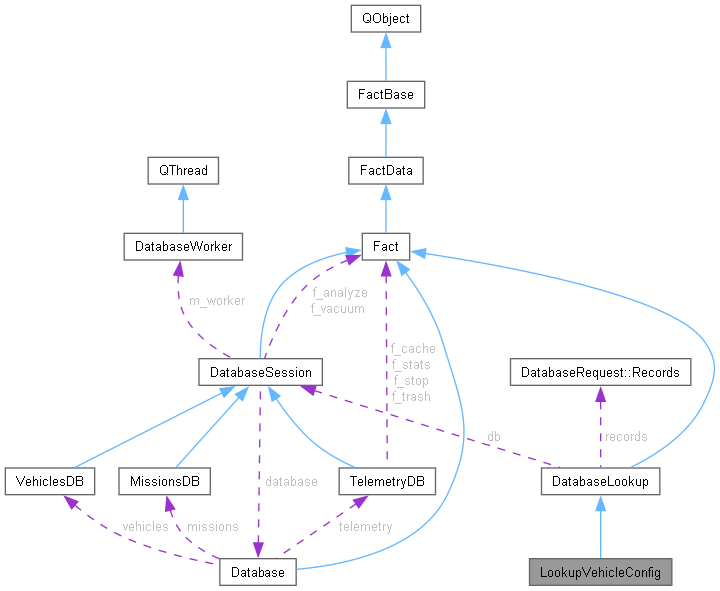 QObject
FactBase
QThread
FactData
DatabaseWorker
Fact
m_worker
f_analyze
f_vacuum
f_cache
f_stats
f_stop
f_trash
DatabaseSession
DatabaseRequest::Records
db
records
VehiclesDB
MissionsDB
database
TelemetryDB
DatabaseLookup
vehicles
missions
telemetry
Database
LookupVehicleConfig